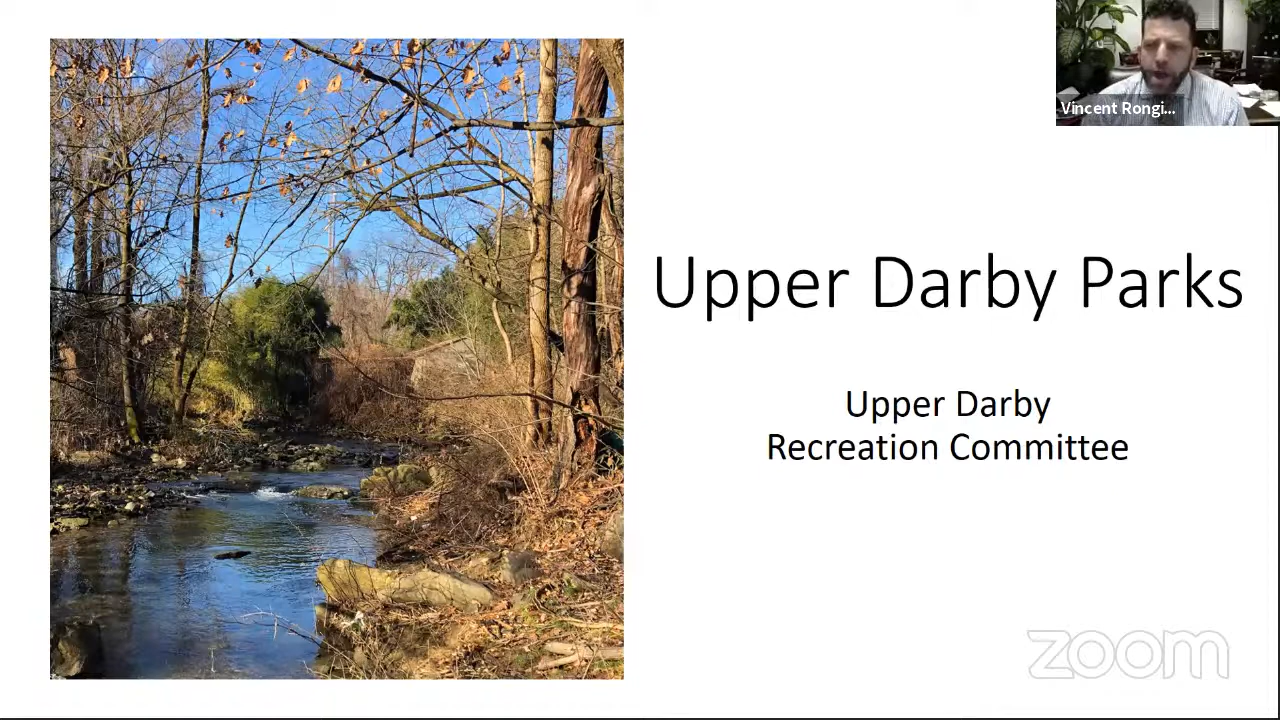 Vincent Rongi...
Upper Darby Parks
Upper Darby
Recreation Committee
zoom